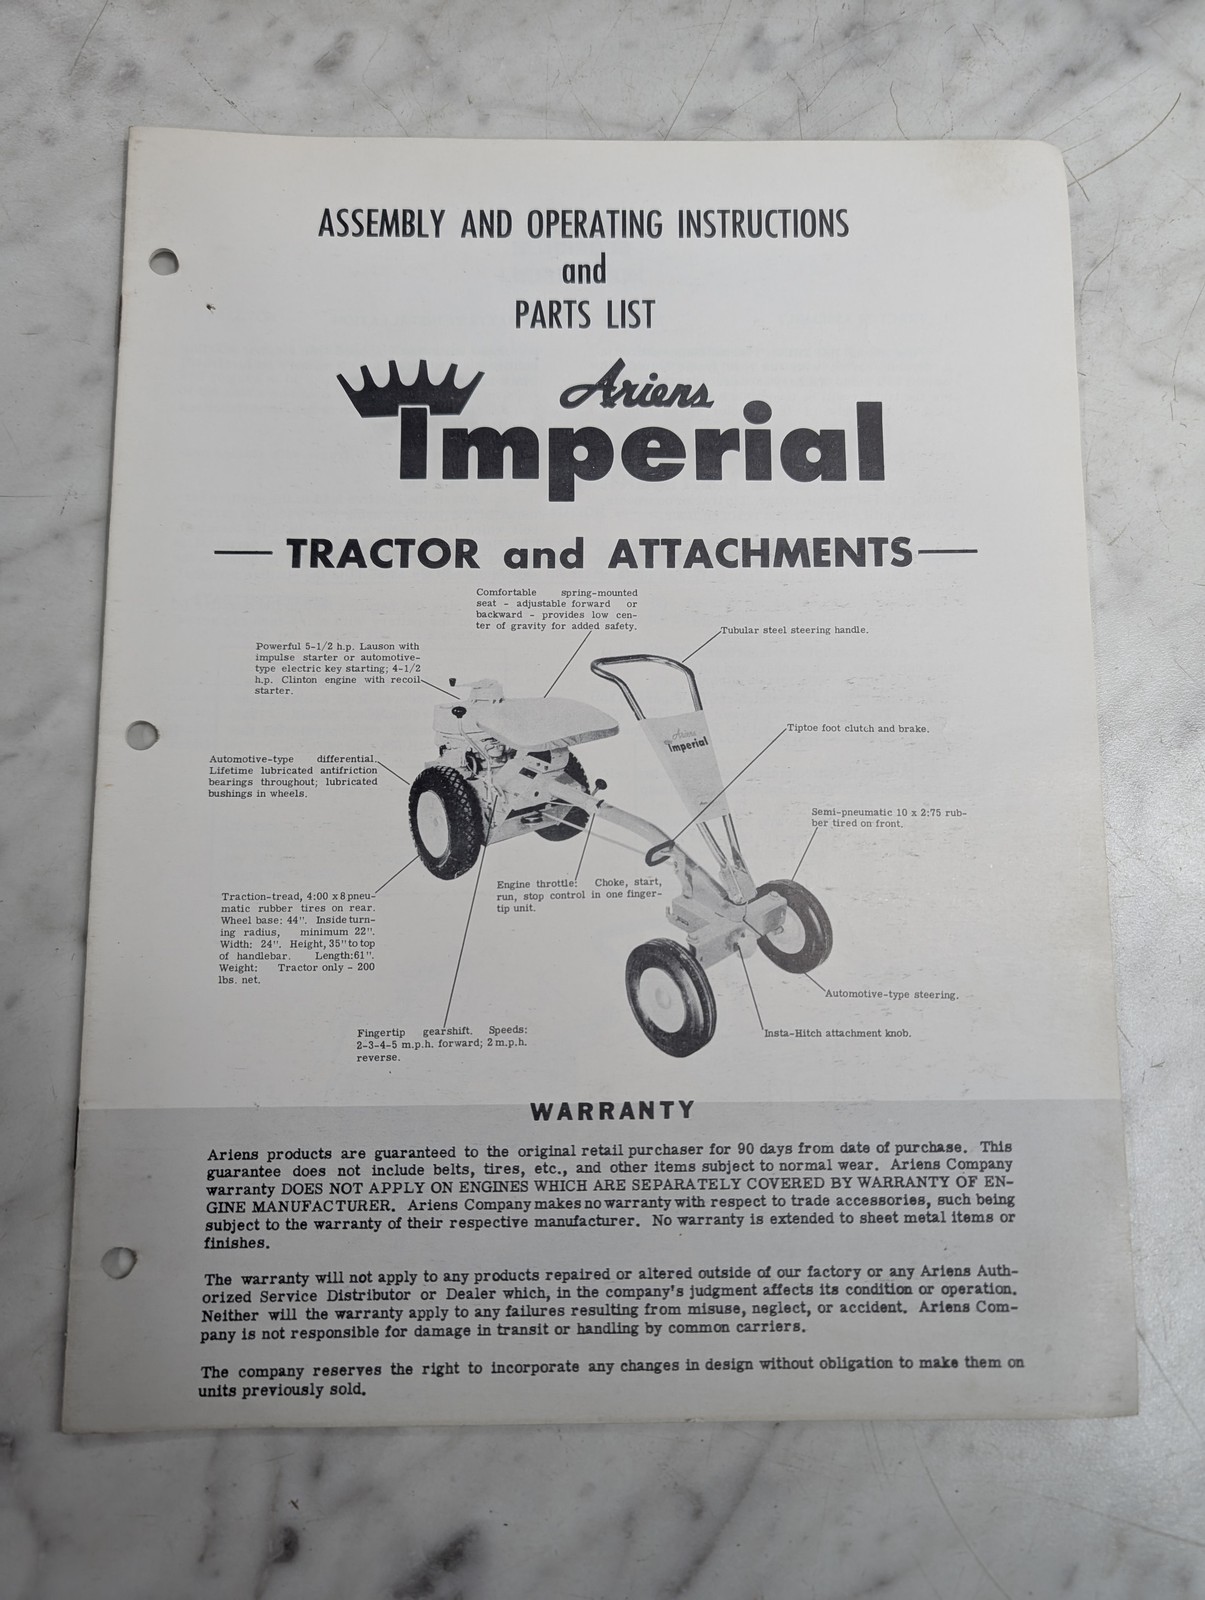 ASSEMBLY AND OPERATING INSTRUCTIONS
and
PARTS LIST
Ariens
Imperial
TRACTOR and ATTACHMENTS
Comfortable spring-mounted
seat - adjustable forward or
backward - provides low cen-
ter of gravity for added safety.
Tubular steel steering handle.
Powerful 5-1/2 h.p. Lauson with
impulse starter or automotive-
type electric key starting; 4-1/2
h.p. Clinton engine with recoil
starter.
Ariens
Imperial
Tiptoe foot clutch and brake.
Automotive-type differential.
Lifetime lubricated antifriction
bearings throughout; lubricated
bushings in wheels.
Semi-pneumatic 10 x 2:75 rub-
ber tired on front.
Engine throttle: Choke, start,
run, stop control in one finger-
tip unit.
Traction-tread, 4:00 x 8 pneu-
matic rubber tires on rear.
Wheel base: 44". Inside turn-
ing radius, minimum 22".
Width: 24". Height, 35" to top
of handlebar. Length: 61".
Weight: Tractor only - 200
lbs. net.
Automotive-type steering.
Fingertip gearshift. Speeds:
2-3-4-5 m.p.h. forward; 2 m.p.h.
reverse.
Insta-Hitch attachment knob.
WARRANTY
Ariens products are guaranteed to the original retail purchaser for 90 days from date of purchase. This
guarantee does not include belts, tires, etc., and other items subject to normal wear. Ariens Company
warranty DOES NOT APPLY ON ENGINES WHICH ARE SEPARATELY COVERED BY WARRANTY OF EN-
GINE MANUFACTURER. Ariens Company makes no warranty with respect to trade accessories, such being
subject to the warranty of their respective manufacturer. No warranty is extended to sheet metal items or
finishes.
The warranty will not apply to any products repaired or altered outside of our factory or any Ariens Auth-
orized Service Distributor or Dealer which, in the company's judgment affects its condition or operation.
Neither will the warranty apply to any failures resulting from misuse, neglect, or accident. Ariens Com-
pany is not responsible for damage in transit or handling by common carriers.
The company reserves the right to incorporate any changes in design without obligation to make them on
units previously sold.